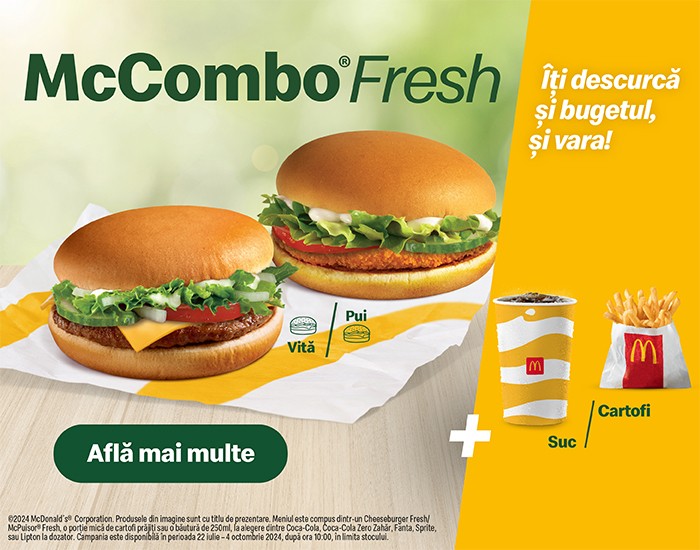 McCombo® Fresh
Îți descurcă
și bugetul,
și vara!
Vită / Pui
Suc / Cartofi
+
Află mai multe
©2024 McDonald's® Corporation. Produsele din imagine sunt cu titlu de prezentare. Meniul este compus dintr-un Cheeseburger Fresh/
McPuisor® Fresh, o porție mică de cartofi prăjiți sau o băutură de 250ml, la alegere dintre Coca-Cola, Coca-Cola Zero Zahăr, Fanta, Sprite,
sau Lipton la dozator. Campania este disponibilă în perioada 22 iulie – 4 octombrie 2024, după ora 10:00, în limita stocului.